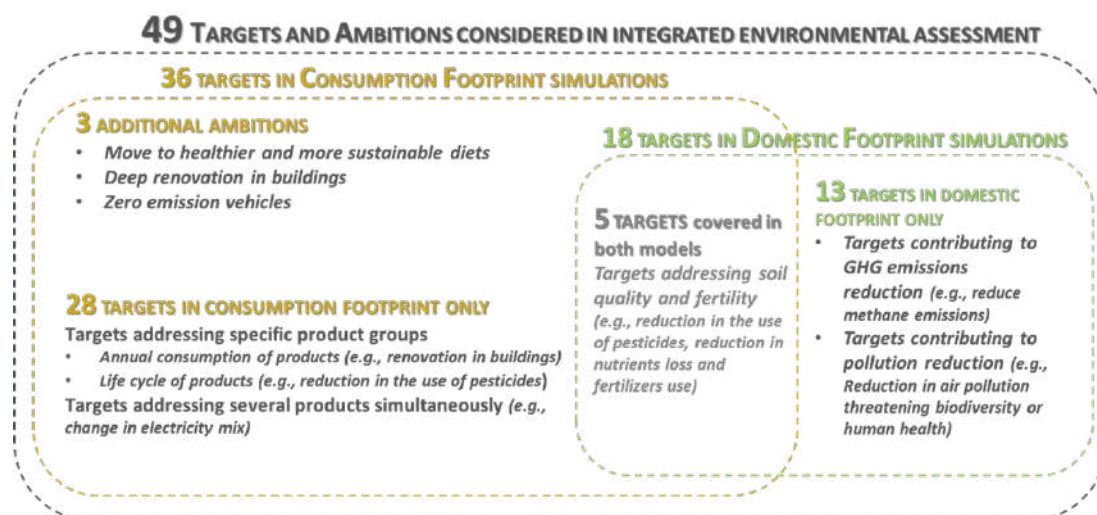 49 TARGETS AND AMBITIONS CONSIDERED IN INTEGRATED ENVIRONMENTAL ASSESSMENT
36 TARGETS IN CONSUMPTION FOOTPRINT SIMULATIONS
3 ADDITIONAL AMBITIONS
• Move to healthier and more sustainable diets
• Deep renovation in buildings
• Zero emission vehicles
28 TARGETS IN CONSUMPTION FOOTPRINT ONLY
Targets addressing specific product groups
• Annual consumption of products (e.g., renovation in buildings)
• Life cycle of products (e.g., reduction in the use of pesticides)
Targets addressing several products simultaneously (e.g.,
change in electricity mix)
18 TARGETS IN DOMESTIC FOOTPRINT SIMULATIONS
5 TARGETS covered in
both models
Targets addressing soil
quality and fertility
(e.g., reduction in the use
of pesticides, reduction in
nutrients loss and
fertilizers use)
13 TARGETS IN DOMESTIC
FOOTPRINT ONLY
• Targets contributing to
GHG emissions
reduction (e.g., reduce
methane emissions)
• Targets contributing to
pollution reduction (e.g.,
Reduction in air pollution
threatening biodiversity or
human health)